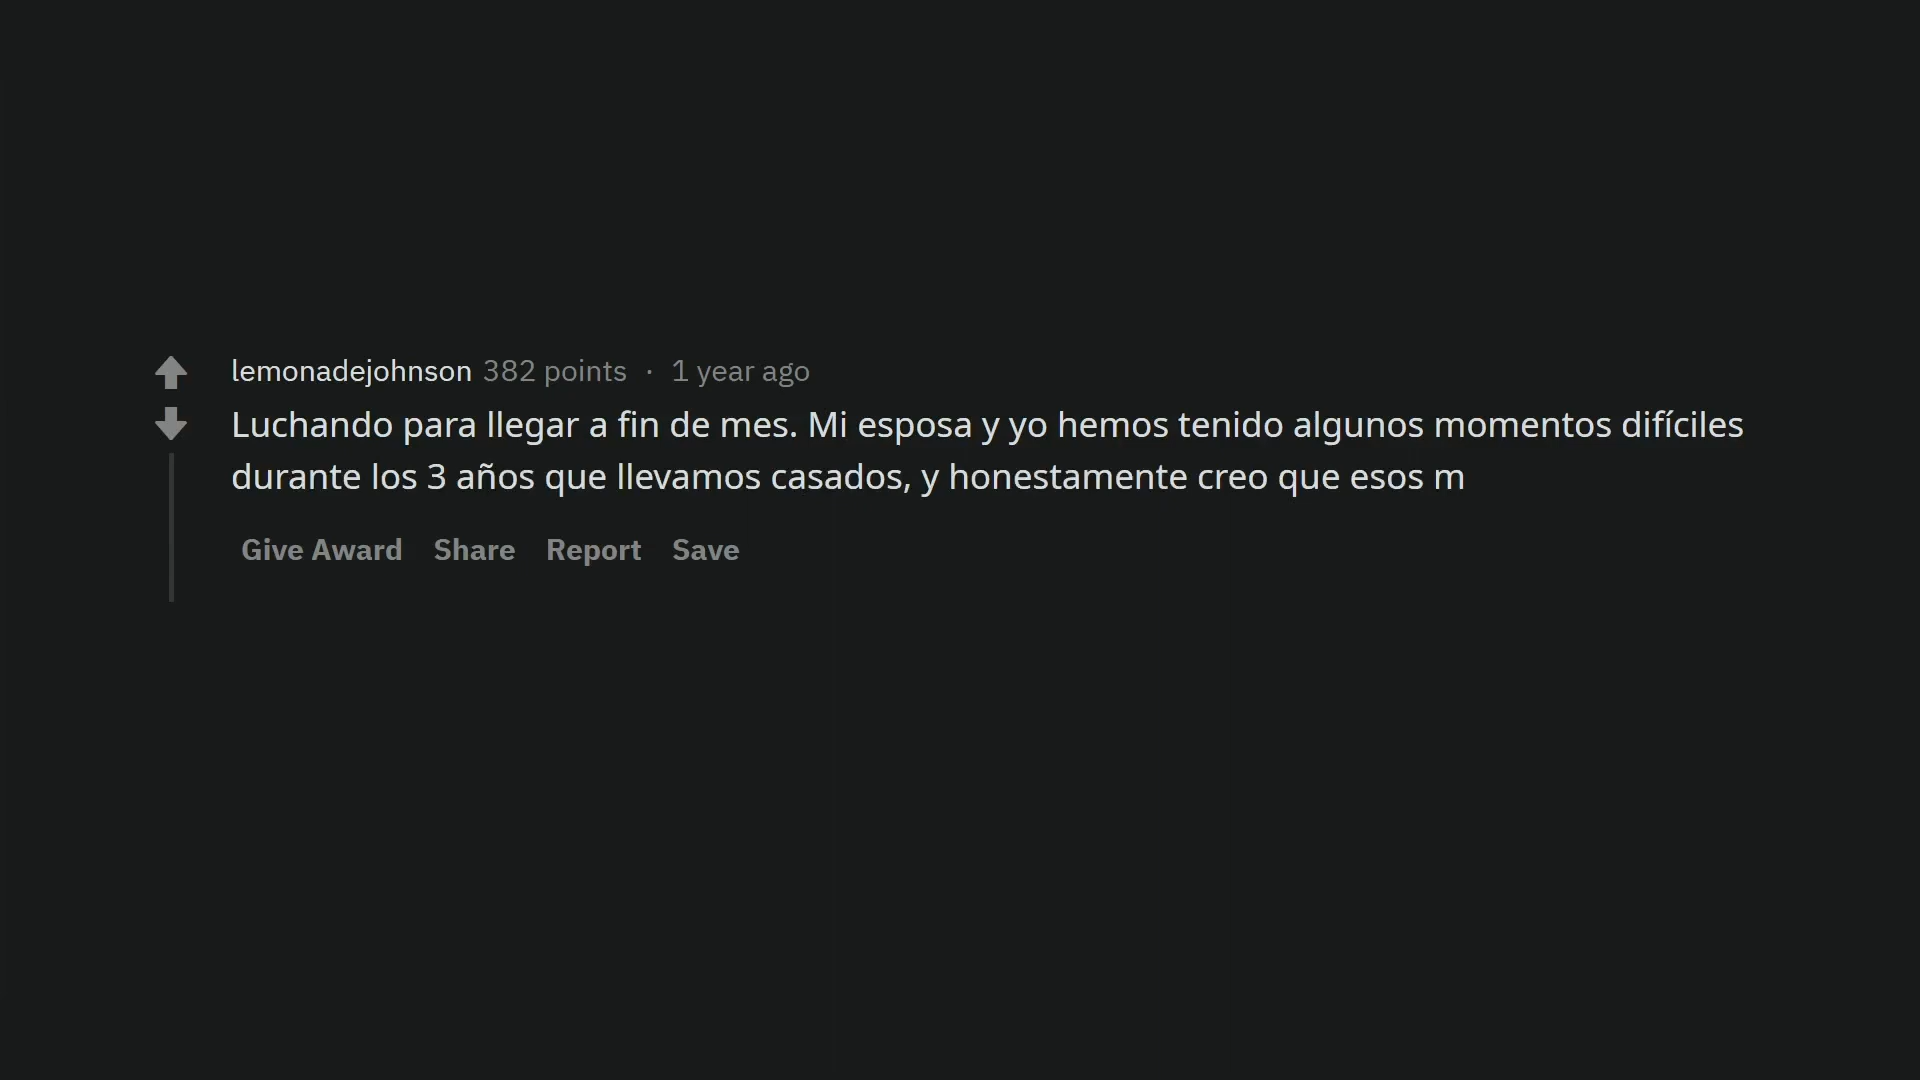 lemonadejohnson 382 points · 1 year ago
Luchando para llegar a fin de mes. Mi esposa y yo hemos tenido algunos momentos difíciles
durante los 3 años que llevamos casados, y honestamente creo que esos m
Give Award Share Report Save